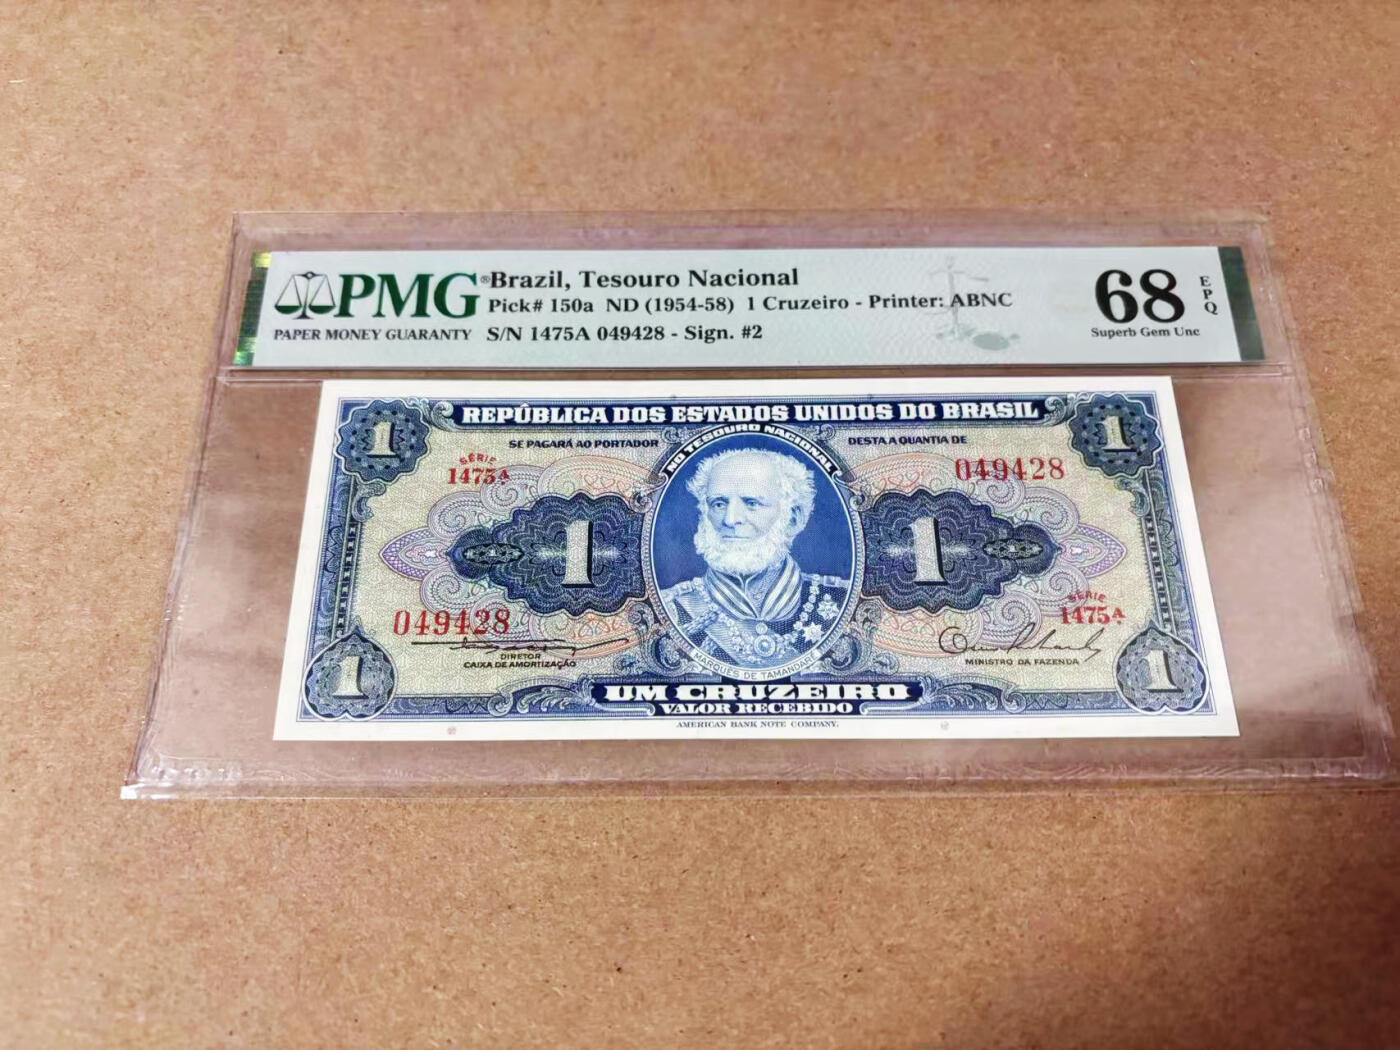 PMG®
PAPER MONEY GUARANTY
Brazil, Tesouro Nacional
Pick# 150a ND (1954-58) 1 Cruzeiro - Printer: ABNC
S/N 1475A 049428 - Sign. #2
68
EPQ
Superb Gem Unc
1
REPÚBLICA DOS ESTADOS UNIDOS DO BRASIL
1
SE PAGARÁ AO PORTADOR
NO TESOURO NACIONAL
DESTA A QUANTIA DE
SÉRIE
1475A
049428
1
1
049428
SÉRIE
1475A
DIRETOR
CAIXA DE AMORTIZAÇÃO
MARQUÊS DE TAMANDARÉ
MINISTRO DA FAZENDA
1
UM CRUZEIRO
1
VALOR RECEBIDO
AMERICAN BANK NOTE COMPANY.